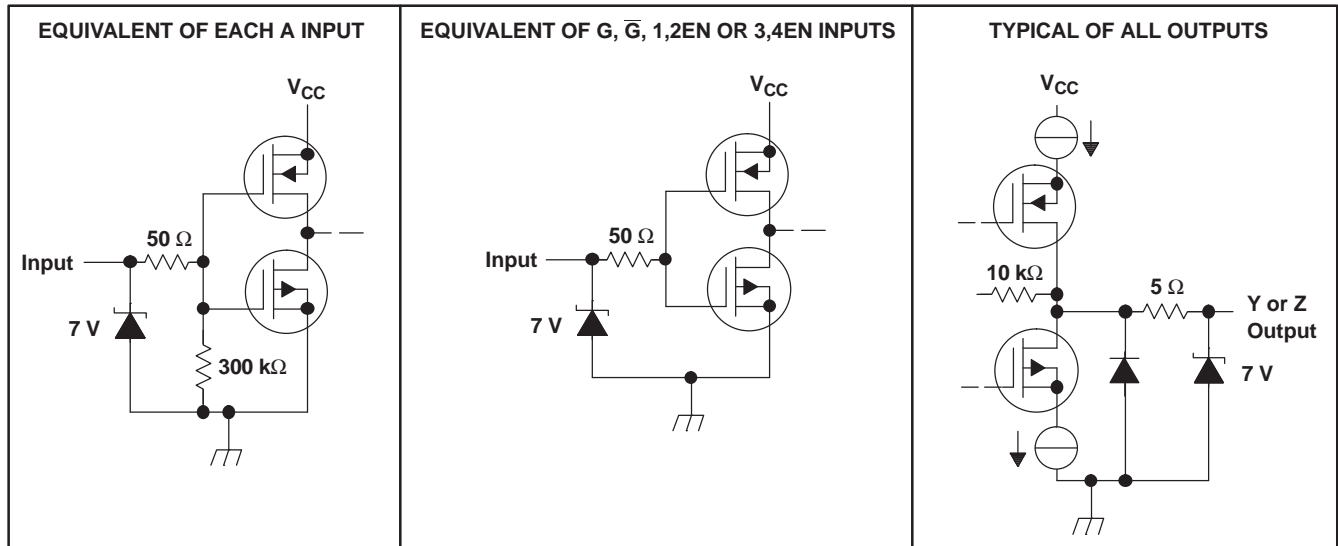 EQUIVALENT OF EACH A INPUT
VCC
50 Ω
Input
7 V
300 kΩ
EQUIVALENT OF G, G̅, 1,2EN OR 3,4EN INPUTS
VCC
50 Ω
Input
7 V
TYPICAL OF ALL OUTPUTS
VCC
10 kΩ
5 Ω
Y or Z
Output
7 V